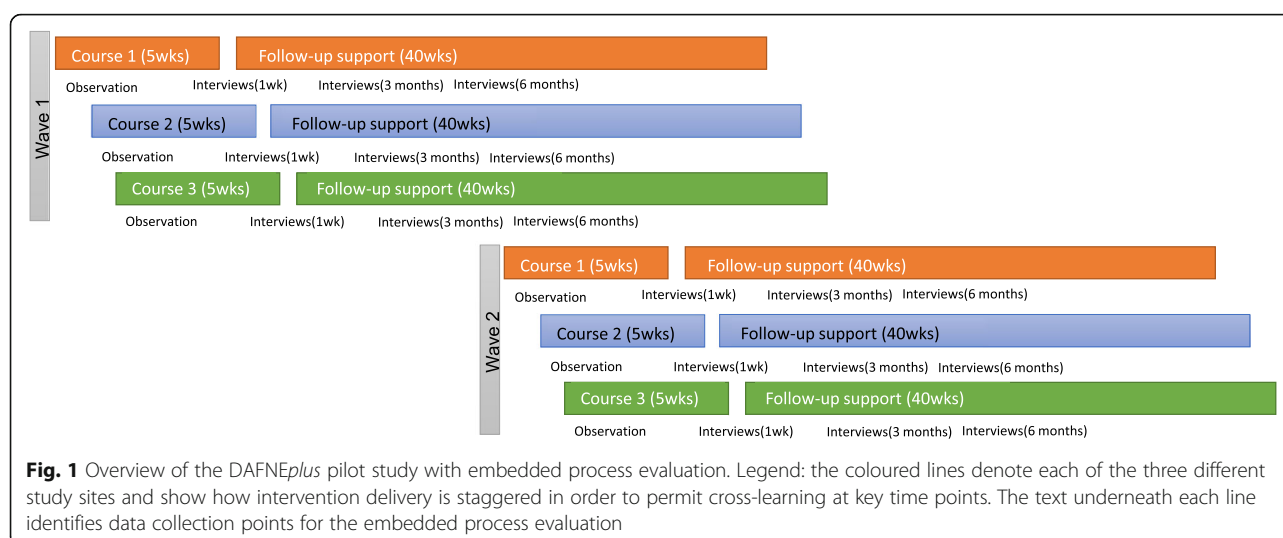 Wave 1
Course 1 (5wks) Follow-up support (40wks)
Observation Interviews(1wk) Interviews(3 months) Interviews(6 months)
Course 2 (5wks) Follow-up support (40wks)
Observation Interviews(1wk) Interviews(3 months) Interviews(6 months)
Course 3 (5wks) Follow-up support (40wks)
Observation Interviews(1wk) Interviews(3 months) Interviews(6 months)
Wave 2
Course 1 (5wks) Follow-up support (40wks)
Observation Interviews(1wk) Interviews(3 months) Interviews(6 months)
Course 2 (5wks) Follow-up support (40wks)
Observation Interviews(1wk) Interviews(3 months) Interviews(6 months)
Course 3 (5wks) Follow-up support (40wks)
Observation Interviews(1wk) Interviews(3 months) Interviews(6 months)
Fig. 1 Overview of the DAFNEplus pilot study with embedded process evaluation. Legend: the coloured lines denote each of the three different
study sites and show how intervention delivery is staggered in order to permit cross-learning at key time points. The text underneath each line
identifies data collection points for the embedded process evaluation